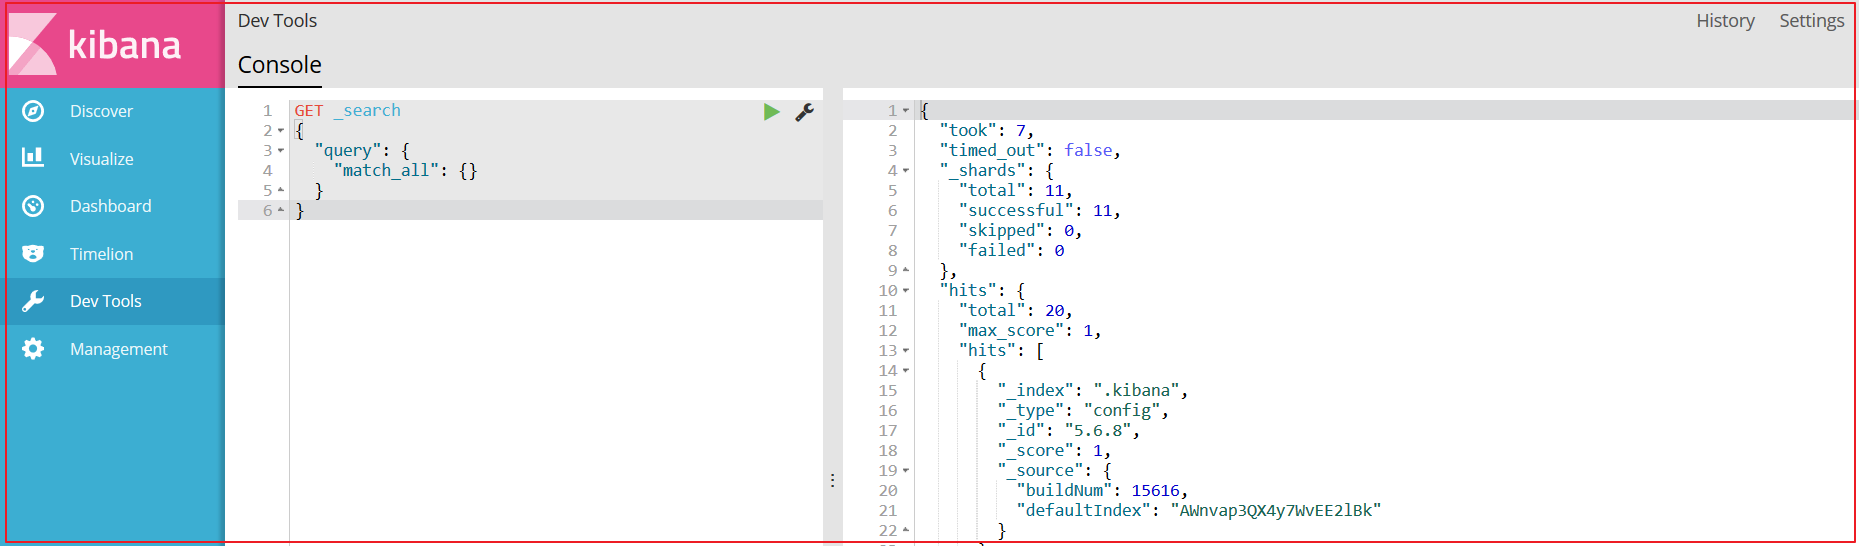 kibana
Dev Tools
History
Settings
Console
Discover
Visualize
Dashboard
Timelion
Dev Tools
Management
1 GET _search
2 {
3 "query": {
4 "match_all": {}
5 }
6 }
1 {
2 "took": 7,
3 "timed_out": false,
4 "_shards": {
5 "total": 11,
6 "successful": 11,
7 "skipped": 0,
8 "failed": 0
9 },
10 "hits": {
11 "total": 20,
12 "max_score": 1,
13 "hits": [
14 {
15 "_index": ".kibana",
16 "_type": "config",
17 "_id": "5.6.8",
18 "_score": 1,
19 "_source": {
20 "buildNum": 15616,
21 "defaultIndex": "AWnvap3QX4y7WvEE2lBk"
22 }